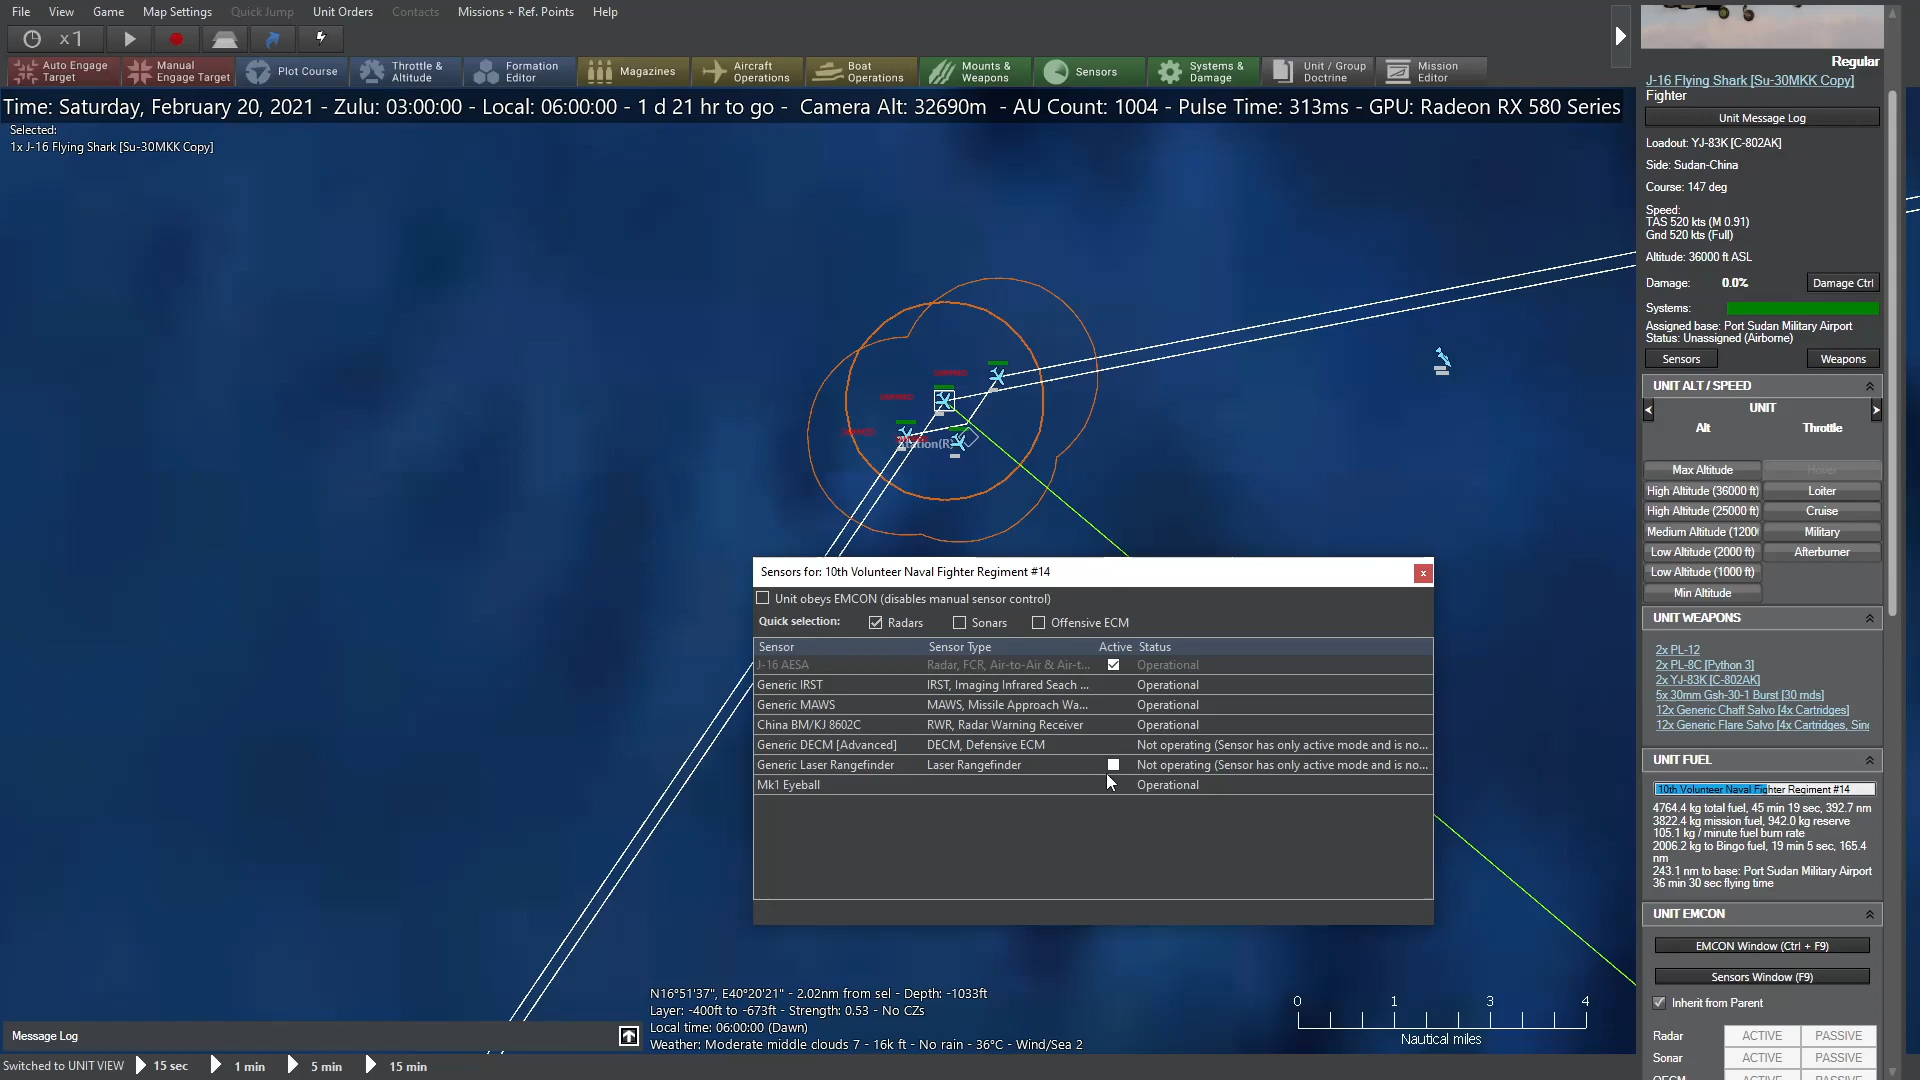 File View Game Map Settings Quick Jump Unit Orders Contacts Missions + Ref. Points Help
x1
Auto Engage Target
Manual Engage Target
Plot Course
Throttle & Altitude
Formation Editor
Magazines
Aircraft Operations
Boat Operations
Mounts & Weapons
Sensors
Systems & Damage
Unit / Group Doctrine
Mission Editor
Time: Saturday, February 20, 2021 - Zulu: 03:00:00 - Local: 06:00:00 - 1 d 21 hr to go - Camera Alt: 32690m - AU Count: 1004 - Pulse Time: 313ms - GPU: Radeon RX 580 Series
Selected:
1x J-16 Flying Shark [Su-30MKK Copy]
Sensors for: 10th Volunteer Naval Fighter Regiment #14
x
Unit obeys EMCON (disables manual sensor control)
Quick selection: Radars Sonars Offensive ECM
Sensor Sensor Type Active Status
J-16 AESA Radar, FCR, Air-to-Air & Air-t... Operational
Generic IRST IRST, Imaging Infrared Seach ... Operational
Generic MAWS MAWS, Missile Approach Wa... Operational
China BM/KJ 8602C RWR, Radar Warning Receiver Operational
Generic DECM [Advanced] DECM, Defensive ECM Not operating (Sensor has only active mode and is no...
Generic Laser Rangefinder Laser Rangefinder Not operating (Sensor has only active mode and is no...
Mk1 Eyeball Operational
N16°51'37", E40°20'21" - 2.02nm from sel - Depth: -1033ft
Layer: -400ft to -673ft - Strength: 0.53 - No CZs
Local time: 06:00:00 (Dawn)
Weather: Moderate middle clouds 7 - 16k ft - No rain - 36°C - Wind/Sea 2
0 1 3 4
Nautical miles
Message Log
Switched to UNIT VIEW 15 sec 1 min 5 min 15 min
Regular
J-16 Flying Shark [Su-30MKK Copy]
Fighter
Unit Message Log
Loadout: YJ-83K [C-802AK]
Side: Sudan-China
Course: 147 deg
Speed:
TAS 520 kts (M 0.91)
Gnd 520 kts (Full)
Altitude: 36000 ft ASL
Damage: 0.0% Damage Ctrl
Systems:
Assigned base: Port Sudan Military Airport
Status: Unassigned (Airborne)
Sensors Weapons
UNIT ALT / SPEED
UNIT
Alt Throttle
Max Altitude Hover
High Altitude (36000 ft) Loiter
High Altitude (25000 ft) Cruise
Medium Altitude (1200 Military
Low Altitude (2000 ft) Afterburner
Low Altitude (1000 ft)
Min Altitude
UNIT WEAPONS
2x PL-12
2x PL-8C [Python 3]
2x YJ-83K [C-802AK]
5x 30mm Gsh-30-1 Burst [30 rnds]
12x Generic Chaff Salvo [4x Cartridges]
12x Generic Flare Salvo [4x Cartridges, Sin
UNIT FUEL
10th Volunteer Naval Fighter Regiment #14
4764.4 kg total fuel, 45 min 19 sec, 392.7 nm
3822.4 kg mission fuel, 942.0 kg reserve
105.1 kg / minute fuel burn rate
2006.2 kg to Bingo fuel, 19 min 5 sec, 165.4
nm
243.1 nm to base: Port Sudan Military Airport
36 min 30 sec flying time
UNIT EMCON
EMCON Window (Ctrl + F9)
Sensors Window (F9)
Inherit from Parent
Radar ACTIVE PASSIVE
Sonar ACTIVE PASSIVE
OECM ACTIVE PASSIVE